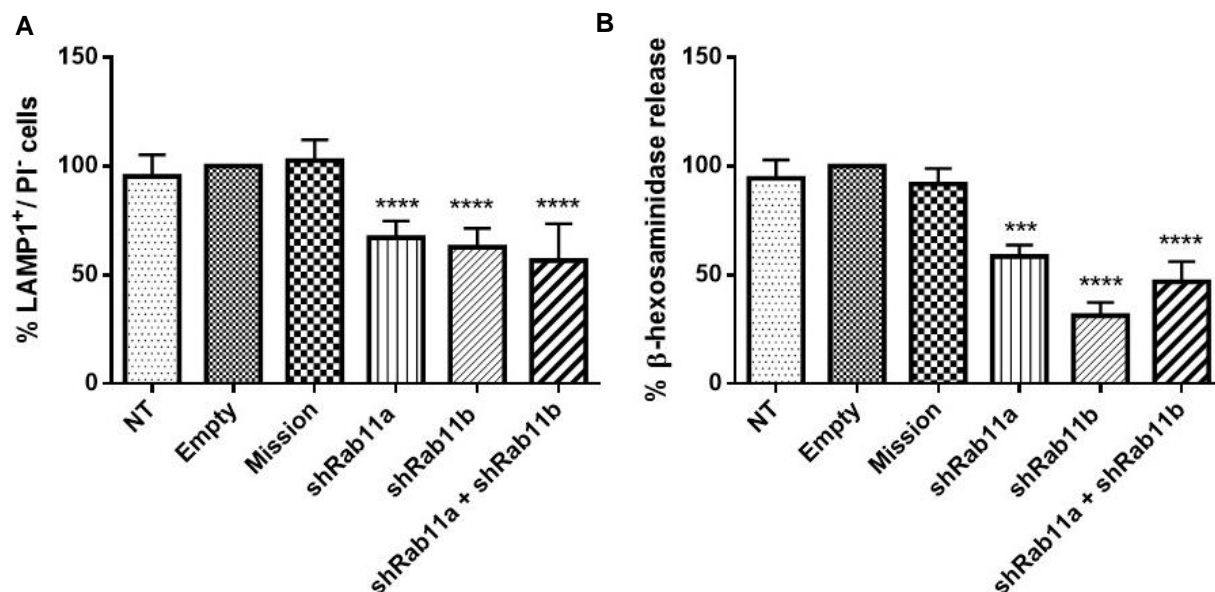 A
% LAMP1⁺/ PI⁻ cells
150
100
50
0
****
****
****
NT
Empty
Mission
shRab11a
shRab11b
shRab11a + shRab11b
B
% β-hexosaminidase release
150
100
50
0
***
****
****
NT
Empty
Mission
shRab11a
shRab11b
shRab11a + shRab11b